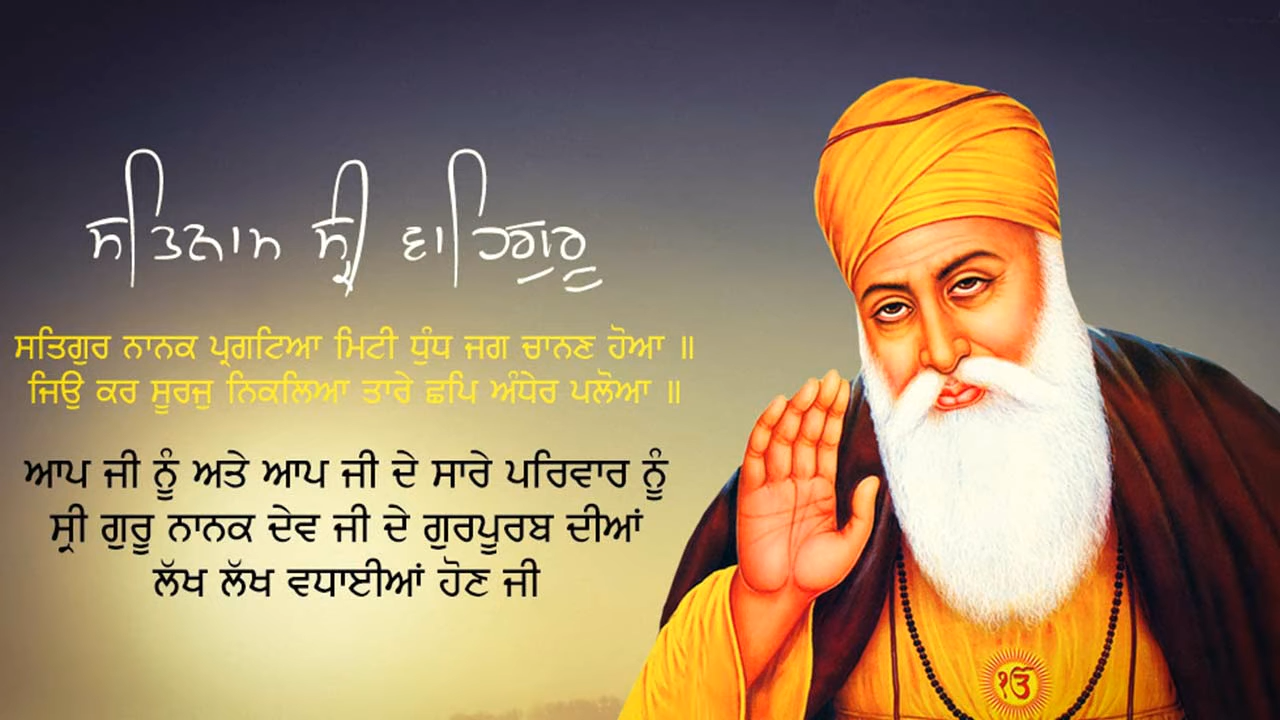 ਸਤਿਨਾਮ ਸ੍ਰੀ ਵਾਹਿਗੁਰੂ
ਸਤਿਗੁਰ ਨਾਨਕ ਪ੍ਰਗਟਿਆ ਮਿਟੀ ਧੁੰਧ ਜਗ ਚਾਨਣ ਹੋਆ ॥
ਜਿਉ ਕਰ ਸੂਰਜੁ ਨਿਕਲਿਆ ਤਾਰੇ ਛਪਿ ਅੰਧੇਰ ਪਲੋਆ ॥
ਆਪ ਜੀ ਨੂੰ ਅਤੇ ਆਪ ਜੀ ਦੇ ਸਾਰੇ ਪਰਿਵਾਰ ਨੂੰ
ਸ੍ਰੀ ਗੁਰੂ ਨਾਨਕ ਦੇਵ ਜੀ ਦੇ ਗੁਰਪੂਰਬ ਦੀਆਂ
ਲੱਖ ਲੱਖ ਵਧਾਈਆਂ ਹੋਣ ਜੀ
ੴ